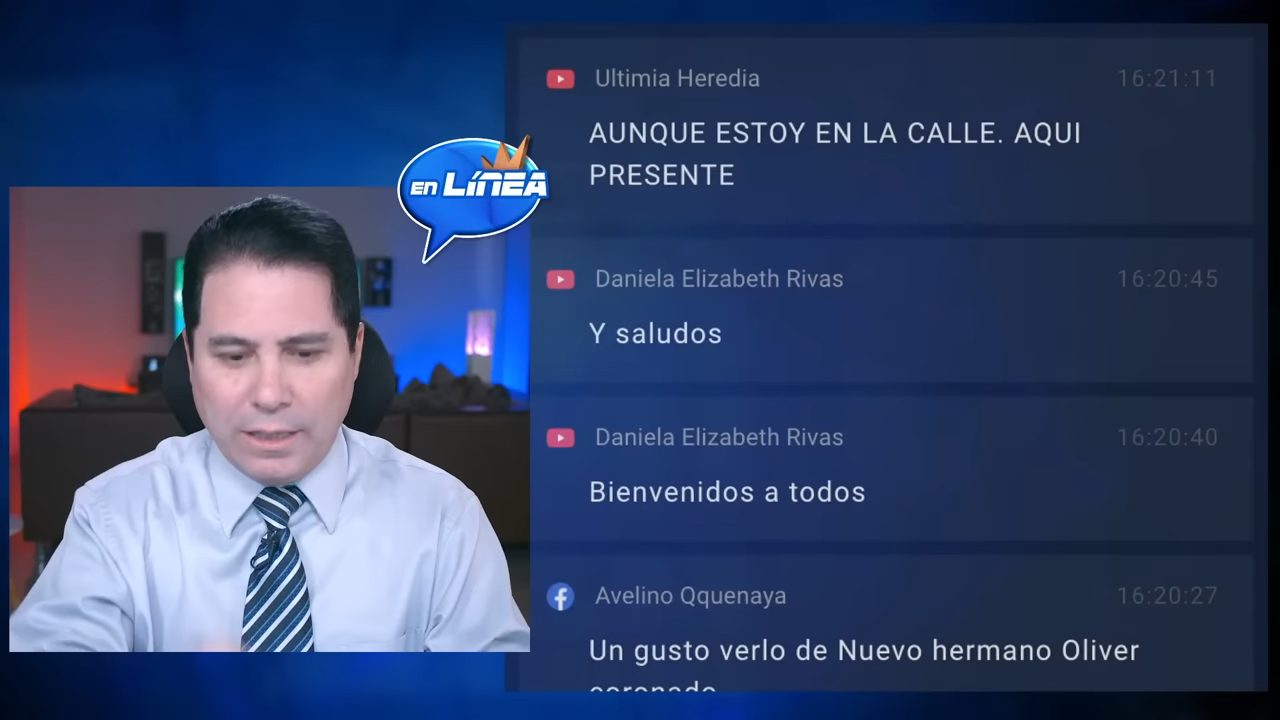 Ultimia Heredia 16:21:11
AUNQUE ESTOY EN LA CALLE. AQUI
PRESENTE
EN LÍNEA
Daniela Elizabeth Rivas 16:20:45
Y saludos
Daniela Elizabeth Rivas 16:20:40
Bienvenidos a todos
Avelino Qquenaya 16:20:27
Un gusto verlo de Nuevo hermano Oliver
coronado